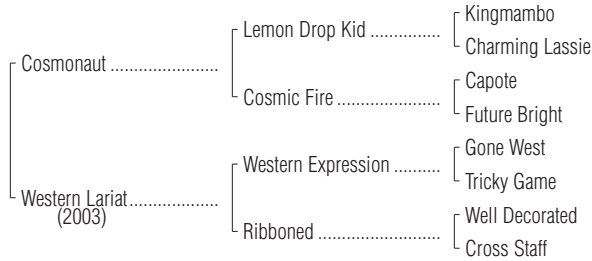 Kingmambo
Lemon Drop Kid ...............
Charming Lassie
Cosmonaut .......................
Capote
Cosmic Fire ......................
Future Bright
Gone West
Western Expression ..........
Tricky Game
Western Lariat...................
(2003)
Well Decorated
Ribboned ..........................
Cross Staff